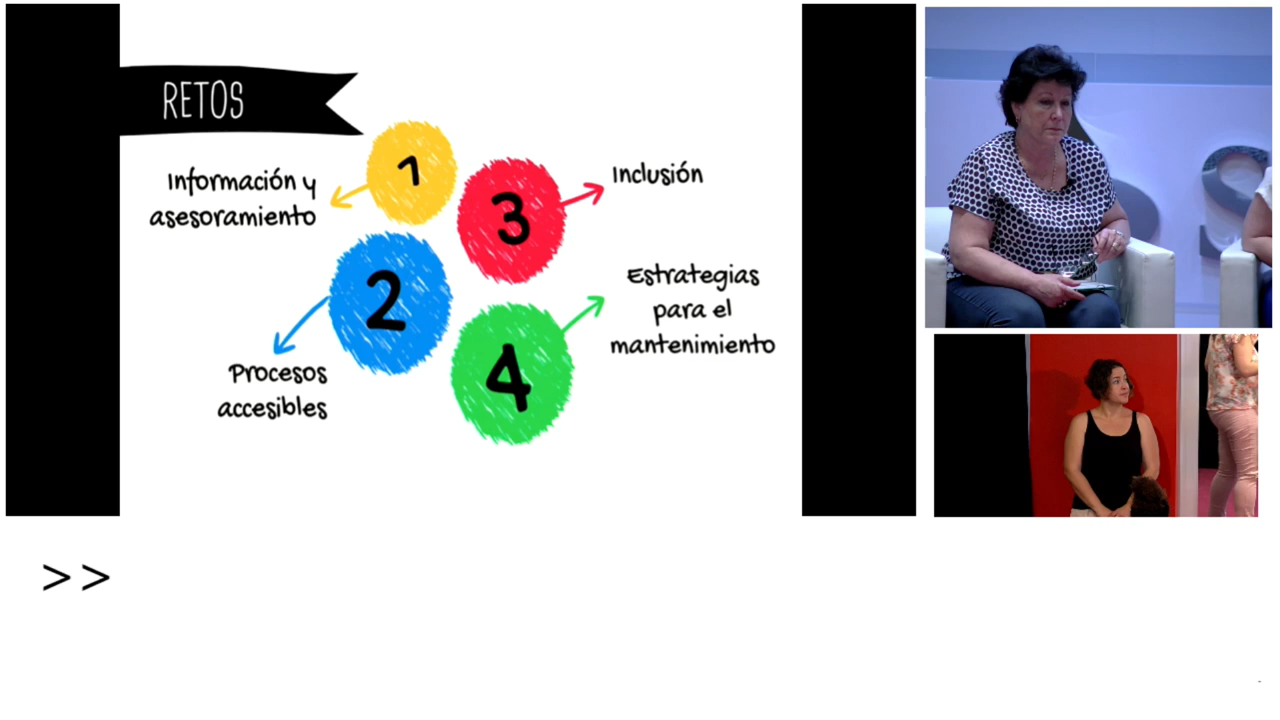 RETOS
1
Información y
asesoramiento
2
Procesos
accesibles
3
Inclusión
4
Estrategias
para el
mantenimiento
S
>>